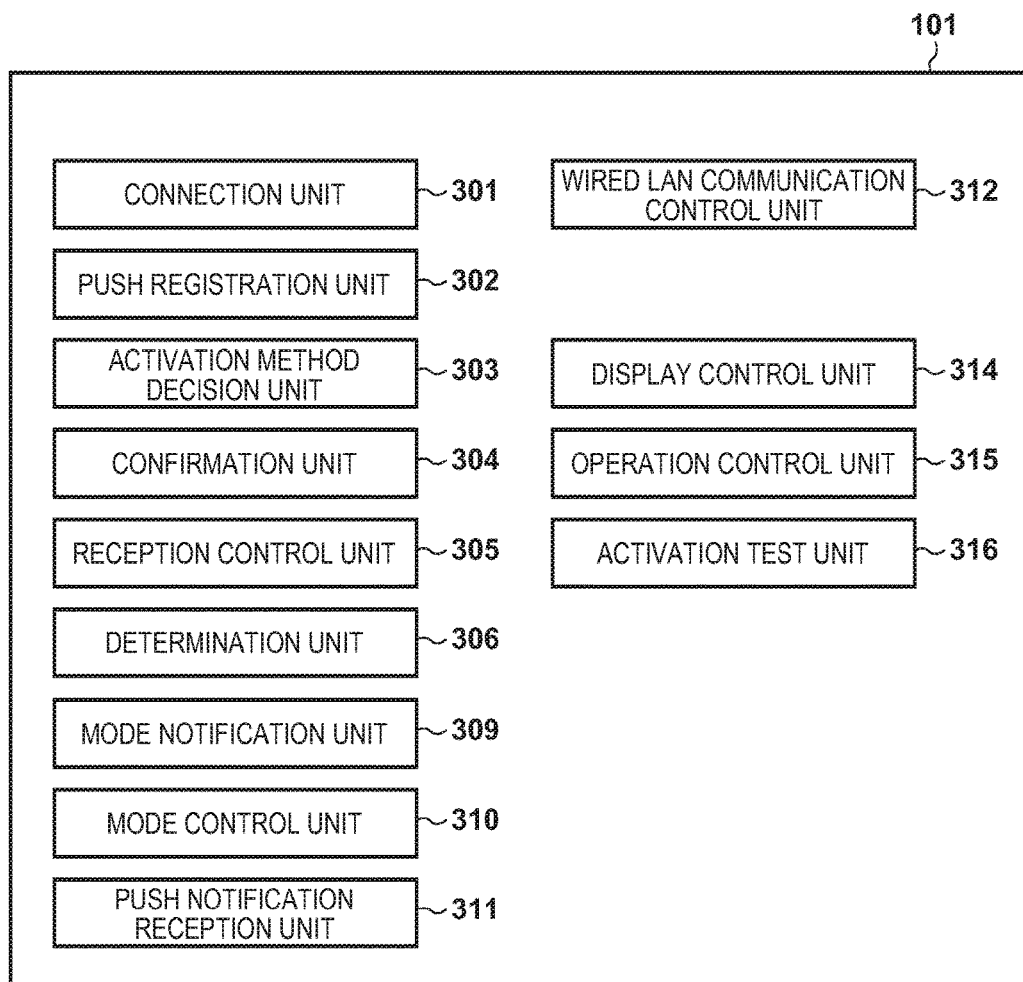 101
CONNECTION UNIT
301
PUSH REGISTRATION UNIT
302
ACTIVATION METHOD
DECISION UNIT
303
CONFIRMATION UNIT
304
RECEPTION CONTROL UNIT
305
DETERMINATION UNIT
306
MODE NOTIFICATION UNIT
309
MODE CONTROL UNIT
310
PUSH NOTIFICATION
RECEPTION UNIT
311
WIRED LAN COMMUNICATION
CONTROL UNIT
312
DISPLAY CONTROL UNIT
314
OPERATION CONTROL UNIT
315
ACTIVATION TEST UNIT
316